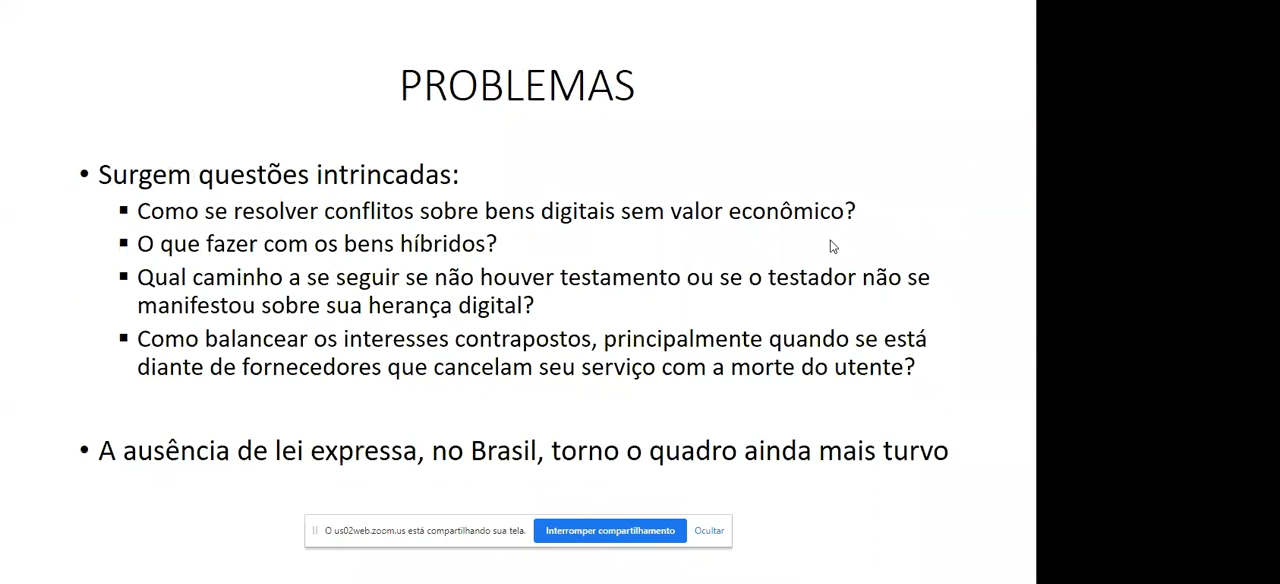 PROBLEMAS
• Surgem questões intrincadas:
▪ Como se resolver conflitos sobre bens digitais sem valor econômico?
▪ O que fazer com os bens híbridos?
▪ Qual caminho a se seguir se não houver testamento ou se o testador não se
manifestou sobre sua herança digital?
▪ Como balancear os interesses contrapostos, principalmente quando se está
diante de fornecedores que cancelam seu serviço com a morte do utente?
• A ausência de lei expressa, no Brasil, torno o quadro ainda mais turvo
O us02web.zoom.us está compartilhando sua tela. Interromper compartilhamento Ocultar